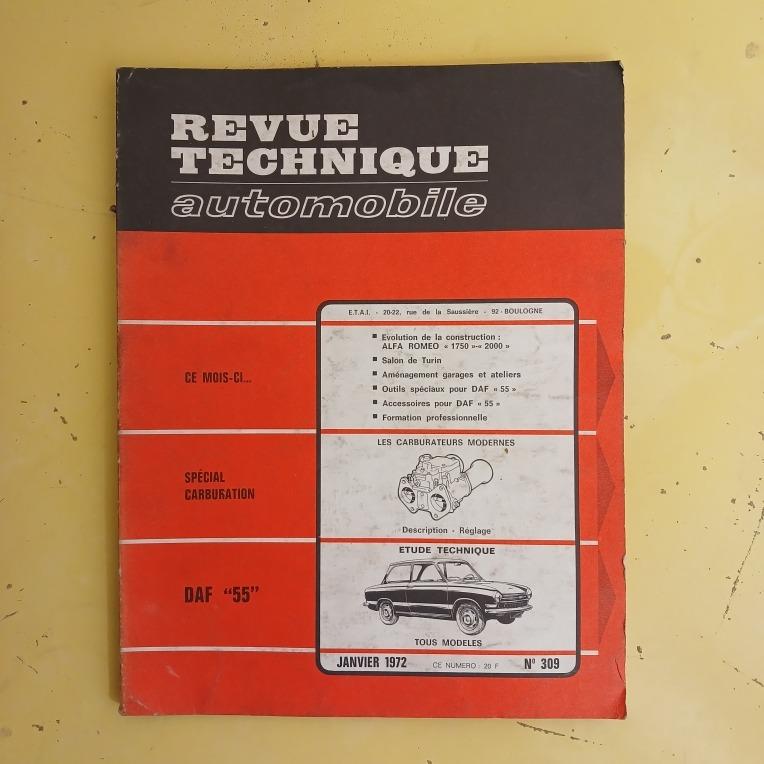 REVUE
TECHNIQUE
automobile
E.T.A.I. - 20-22, rue de la Saussière - 92 - BOULOGNE
CE MOIS-CI...
■ Evolution de la construction :
ALFA ROMEO « 1750 »-« 2000 »
■ Salon de Turin
■ Aménagement garages et ateliers
■ Outils spéciaux pour DAF « 55 »
■ Accessoires pour DAF « 55 »
■ Formation professionnelle
SPÉCIAL
CARBURATION
LES CARBURATEURS MODERNES
Description - Réglage
DAF "55"
ETUDE TECHNIQUE
TOUS MODELES
JANVIER 1972 CE NUMERO : 20 F N° 309